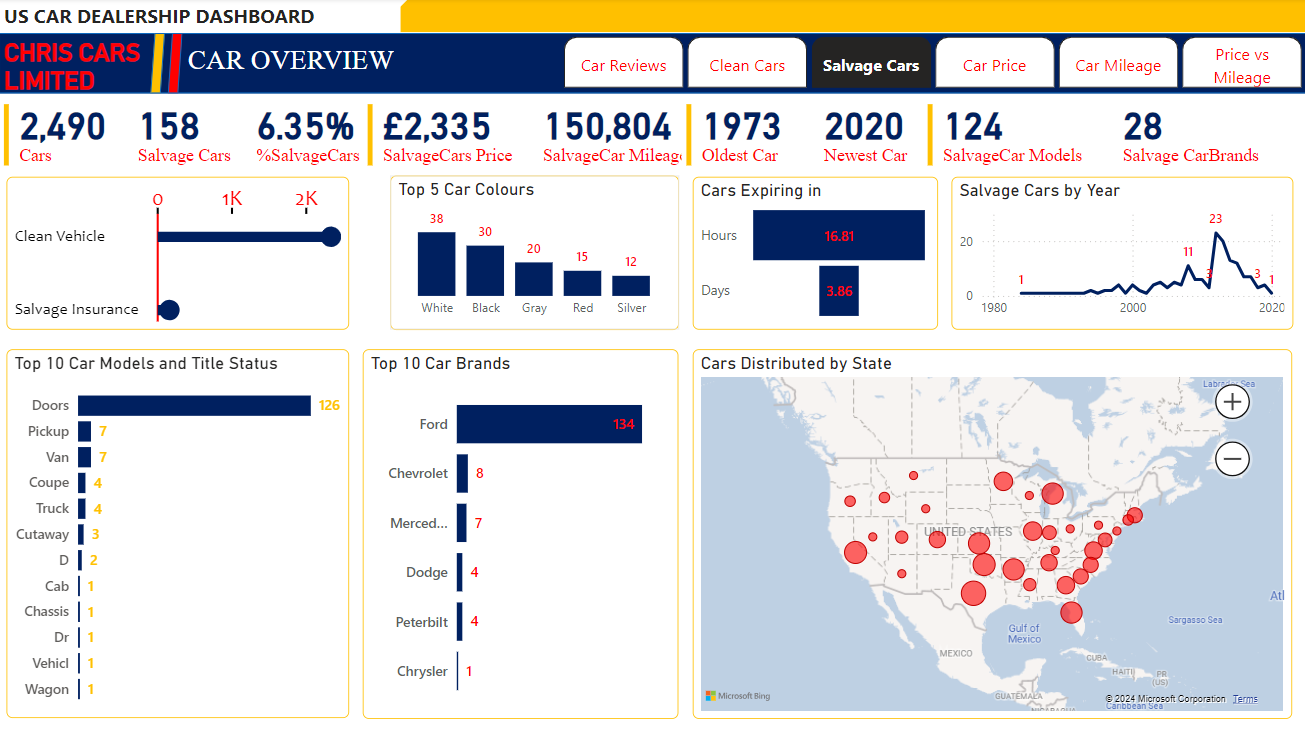 US CAR DEALERSHIP DASHBOARD
CHRIS CARS
LIMITED
CAR OVERVIEW
Car Reviews
Clean Cars
Salvage Cars
Car Price
Car Mileage
Price vs
Mileage
2,490
Cars
158
Salvage Cars
6.35%
%SalvageCars
£2,335
SalvageCars Price
150,804
SalvageCar Mileag
1973
Oldest Car
2020
Newest Car
124
SalvageCar Models
28
Salvage CarBrands
0 1K 2K
Clean Vehicle
Salvage Insurance
Top 5 Car Colours
38 30 20 15 12
White Black Gray Red Silver
Cars Expiring in
Hours 16.81
Days 3.86
Salvage Cars by Year
20
0
1 11 3 23 3 1
1980 2000 2020
Top 10 Car Models and Title Status
Doors 126
Pickup 7
Van 7
Coupe 4
Truck 4
Cutaway 3
D 2
Cab 1
Chassis 1
Dr 1
Vehicl 1
Wagon 1
Top 10 Car Brands
Ford 134
Chevrolet 8
Merced... 7
Dodge 4
Peterbilt 4
Chrysler 1
Cars Distributed by State
Sea
UNITED STATES
Atl
Sargasso Sea
Gulf of
Mexico
MEXICO
CUBA
HAITI
PR
(US)
GUATEMALA
NICARAGUA
Caribbean Sea
Microsoft Bing
© 2024 Microsoft Corporation Terms